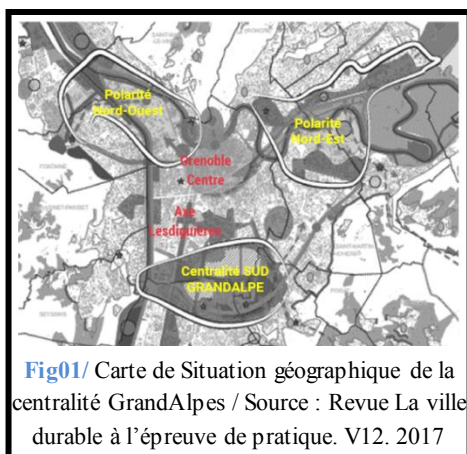 Polarité
Nord-Ouest
Polarité
Nord-Est
Grenoble
Centre
Axe
Lesdiguières
Centralité SUD
GRANDALPE
Fig01/ Carte de Situation géographique de la
centralité GrandAlpes / Source : Revue La ville
durable à l’épreuve de pratique. V12. 2017